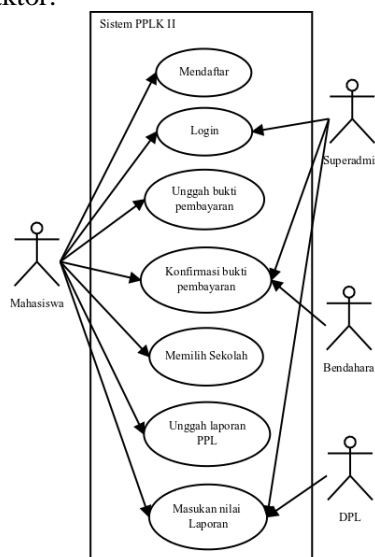 Sistem PPLK II
Mendaftar
Login
Superadmi
Unggah bukti
pembayaran
Mahasiswa
Konfirmasi bukti
pembayaran
Bendahara
Memilih Sekolah
Unggah laporan
PPL
Masukan nilai
Laporan
DPL